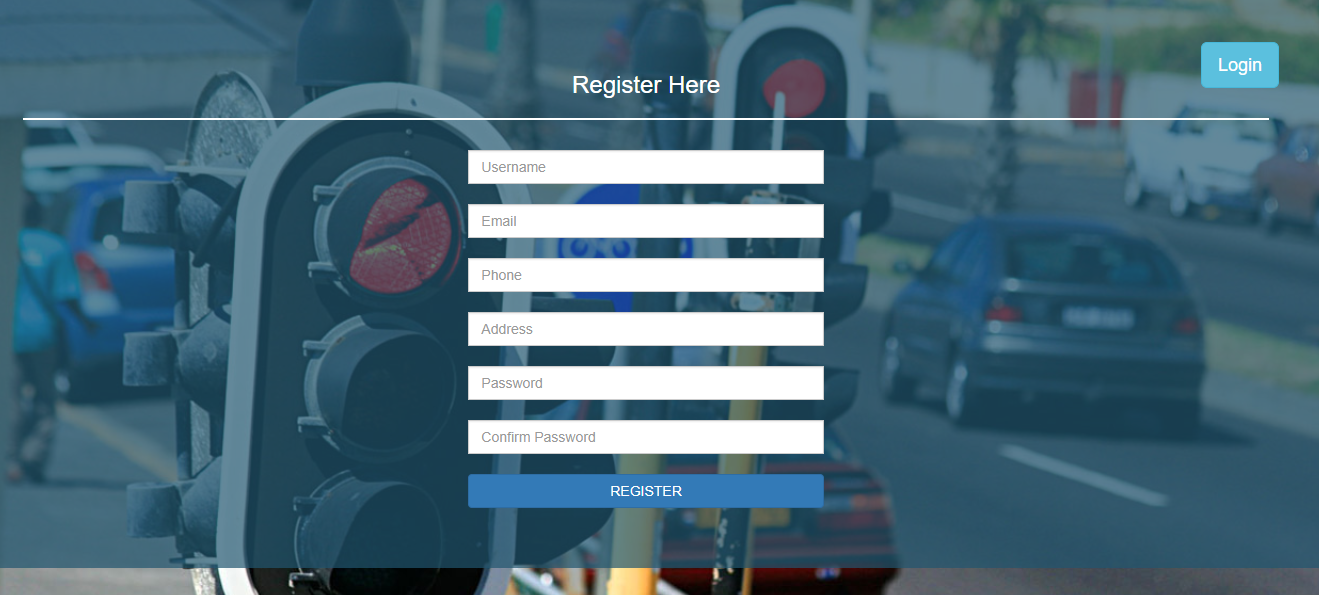 Login
Register Here
Username
Email
Phone
Address
Password
Confirm Password
REGISTER